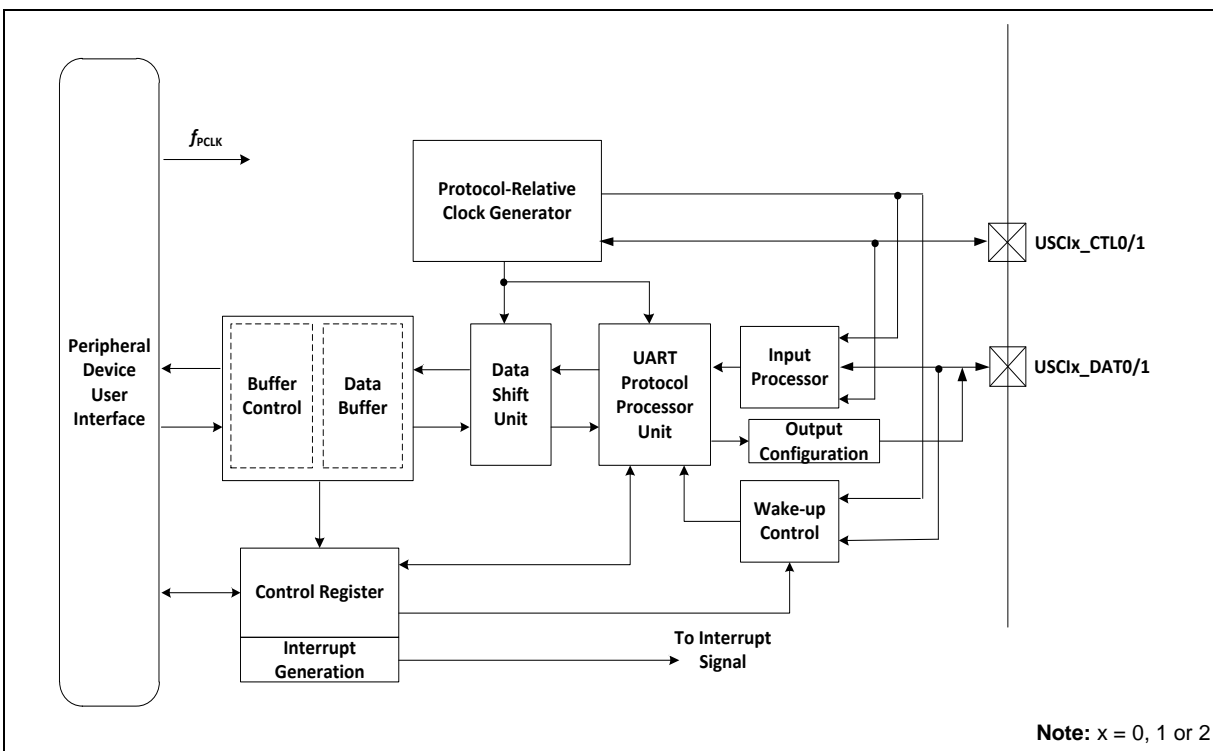 fPCLK
Protocol-Relative
Clock Generator
USCIx_CTL0/1
Peripheral
Device
User
Interface
Buffer
Control
Data
Buffer
Data
Shift
Unit
UART
Protocol
Processor
Unit
Input
Processor
USCIx_DAT0/1
Output
Configuration
Wake-up
Control
Control Register
Interrupt
Generation
To Interrupt
Signal
Note: x = 0, 1 or 2